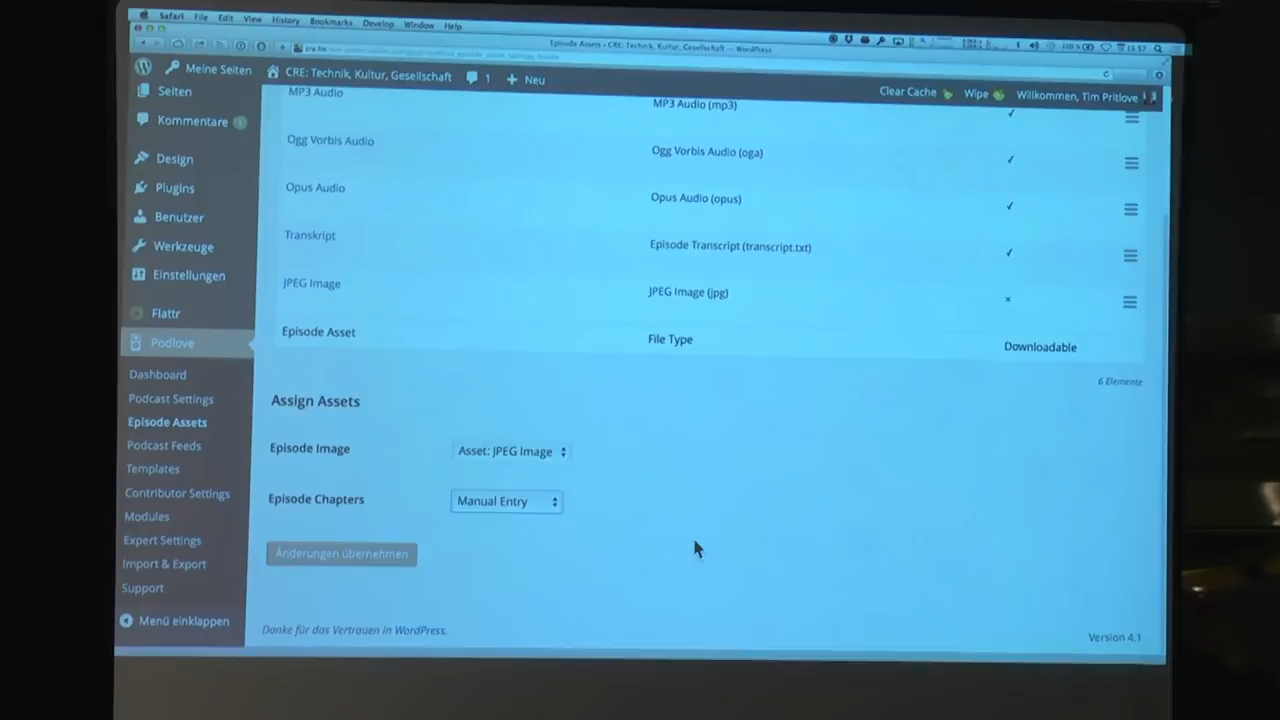 Safari File Edit View History Bookmarks Develop Window Help
Episode Assets ‹ CRE: Technik, Kultur, Gesellschaft — WordPress
Meine Seiten CRE: Technik, Kultur, Gesellschaft 1 + Neu
Clear Cache Wipe Willkommen, Tim Pritlove
Seiten
Kommentare
Design
Plugins
Benutzer
Werkzeuge
Einstellungen
Flattr
Podlove
Dashboard
Podcast Settings
Episode Assets
Podcast Feeds
Templates
Contributor Settings
Modules
Expert Settings
Import & Export
Support
Menü einklappen
MP3 Audio MP3 Audio (mp3) ✓
Ogg Vorbis Audio Ogg Vorbis Audio (oga) ✓
Opus Audio Opus Audio (opus) ✓
Transkript Episode Transcript (transcript.txt) ✓
JPEG Image JPEG Image (jpg) ×
Episode Asset File Type Downloadable
6 Elemente
Assign Assets
Episode Image Asset: JPEG Image
Episode Chapters Manual Entry
Änderungen übernehmen
Danke für das Vertrauen in WordPress.
Version 4.1